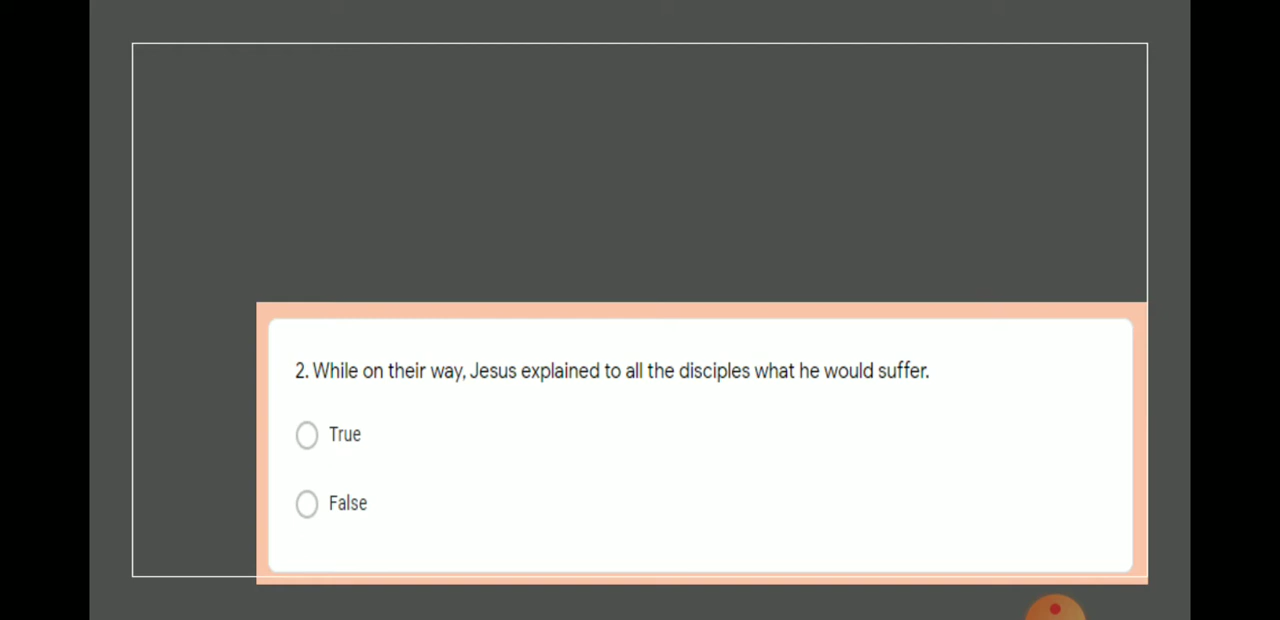 2. While on their way, Jesus explained to all the disciples what he would suffer.
True
False